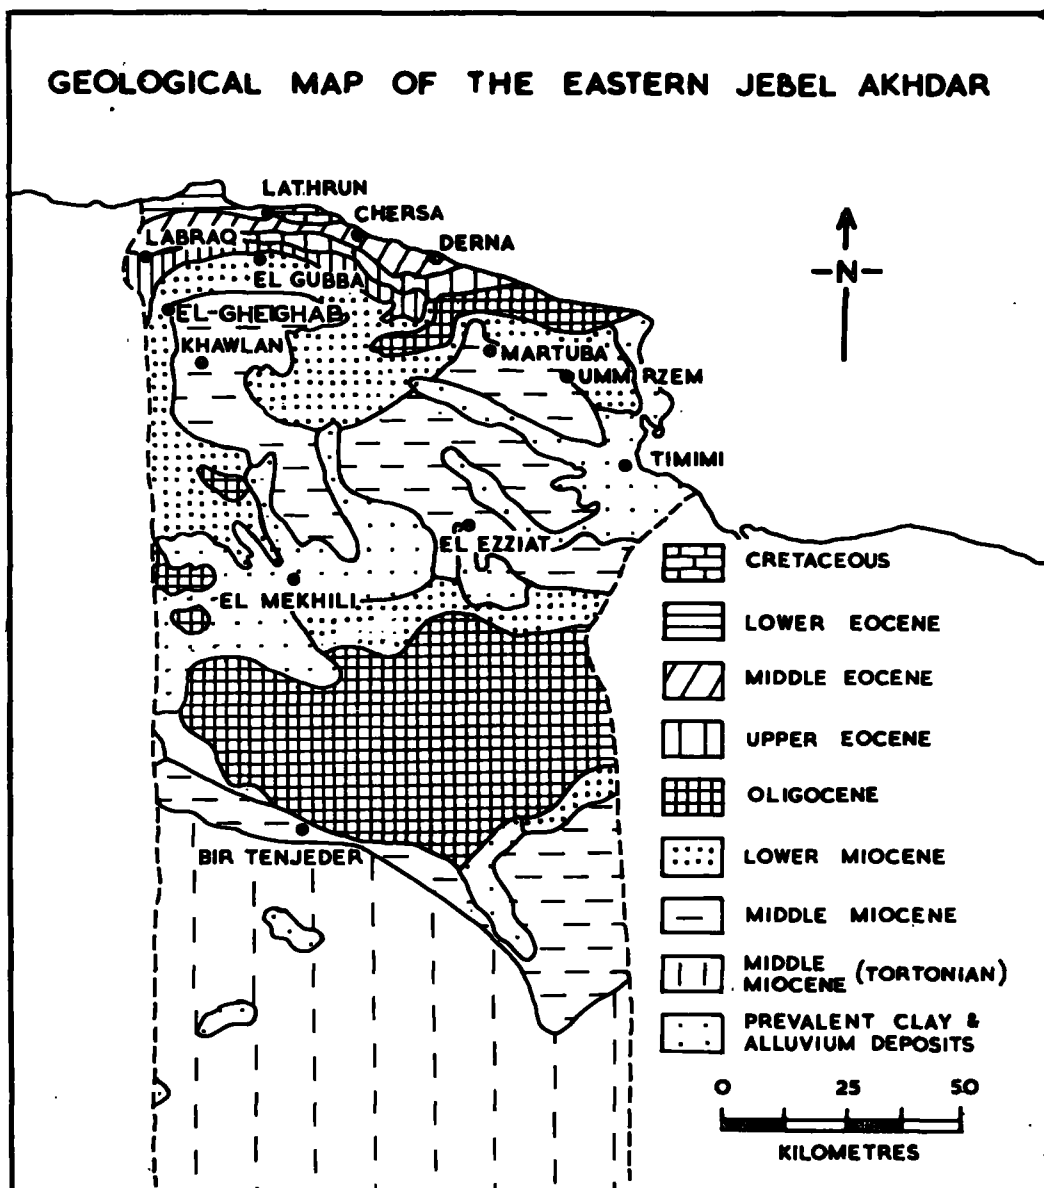 GEOLOGICAL MAP OF THE EASTERN JEBEL AKHDAR
LATHRUN
CHERSA
LABRAQ
DERNA
EL GUBBA
EL-GHEIGHAB
KHAWLAN
MARTUBA
UMM RZEM
TIMIMI
EL EZZIAT
EL MEKHILI
BIR TENJEDER
N
CRETACEOUS
LOWER EOCENE
MIDDLE EOCENE
UPPER EOCENE
OLIGOCENE
LOWER MIOCENE
MIDDLE MIOCENE
MIDDLE
MIOCENE (TORTONIAN)
PREVALENT CLAY &
ALLUVIUM DEPOSITS
0 25 50
KILOMETRES